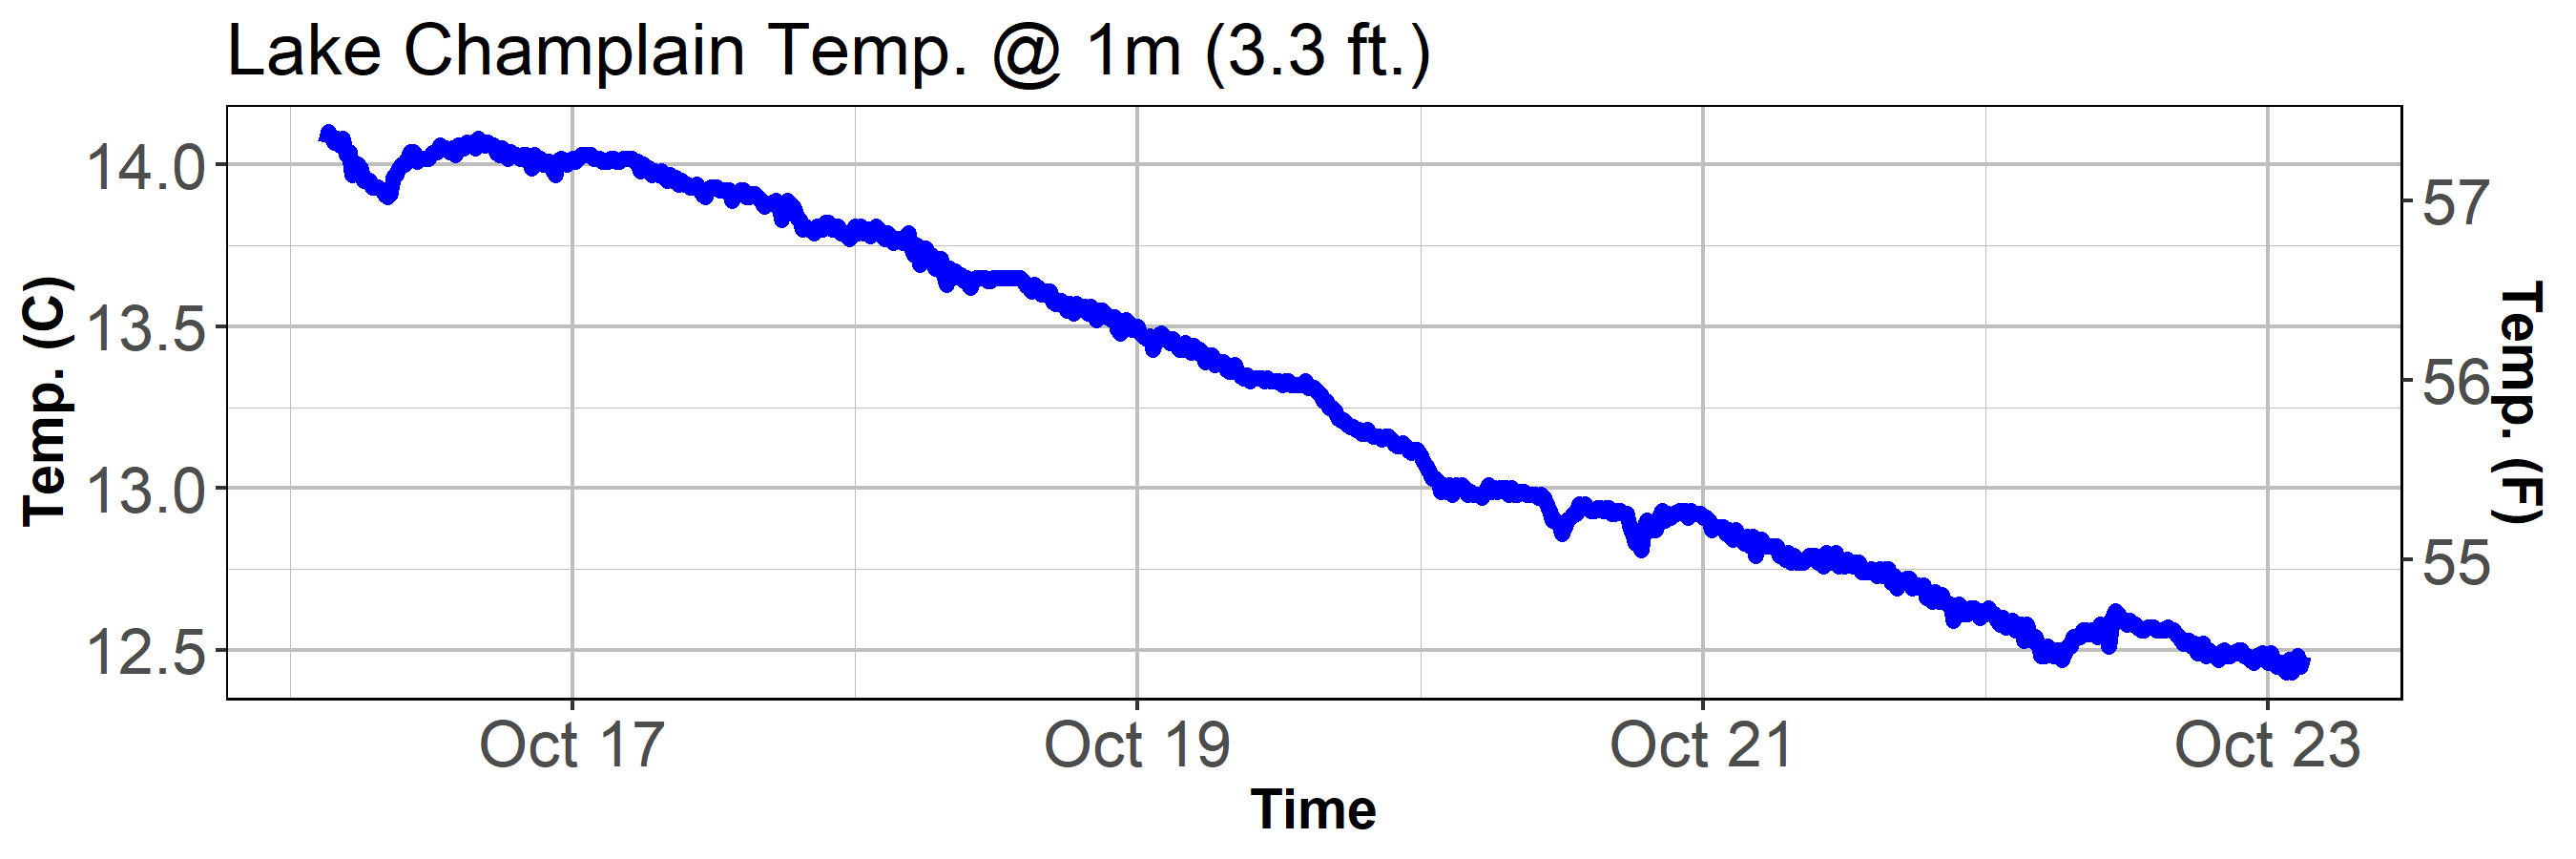 Lake Champlain Temp. @ 1m (3.3 ft.)
Temp. (C)
14.0
13.5
13.0
12.5
57
56
55
Temp. (F)
Oct 17 Oct 19 Oct 21 Oct 23
Time